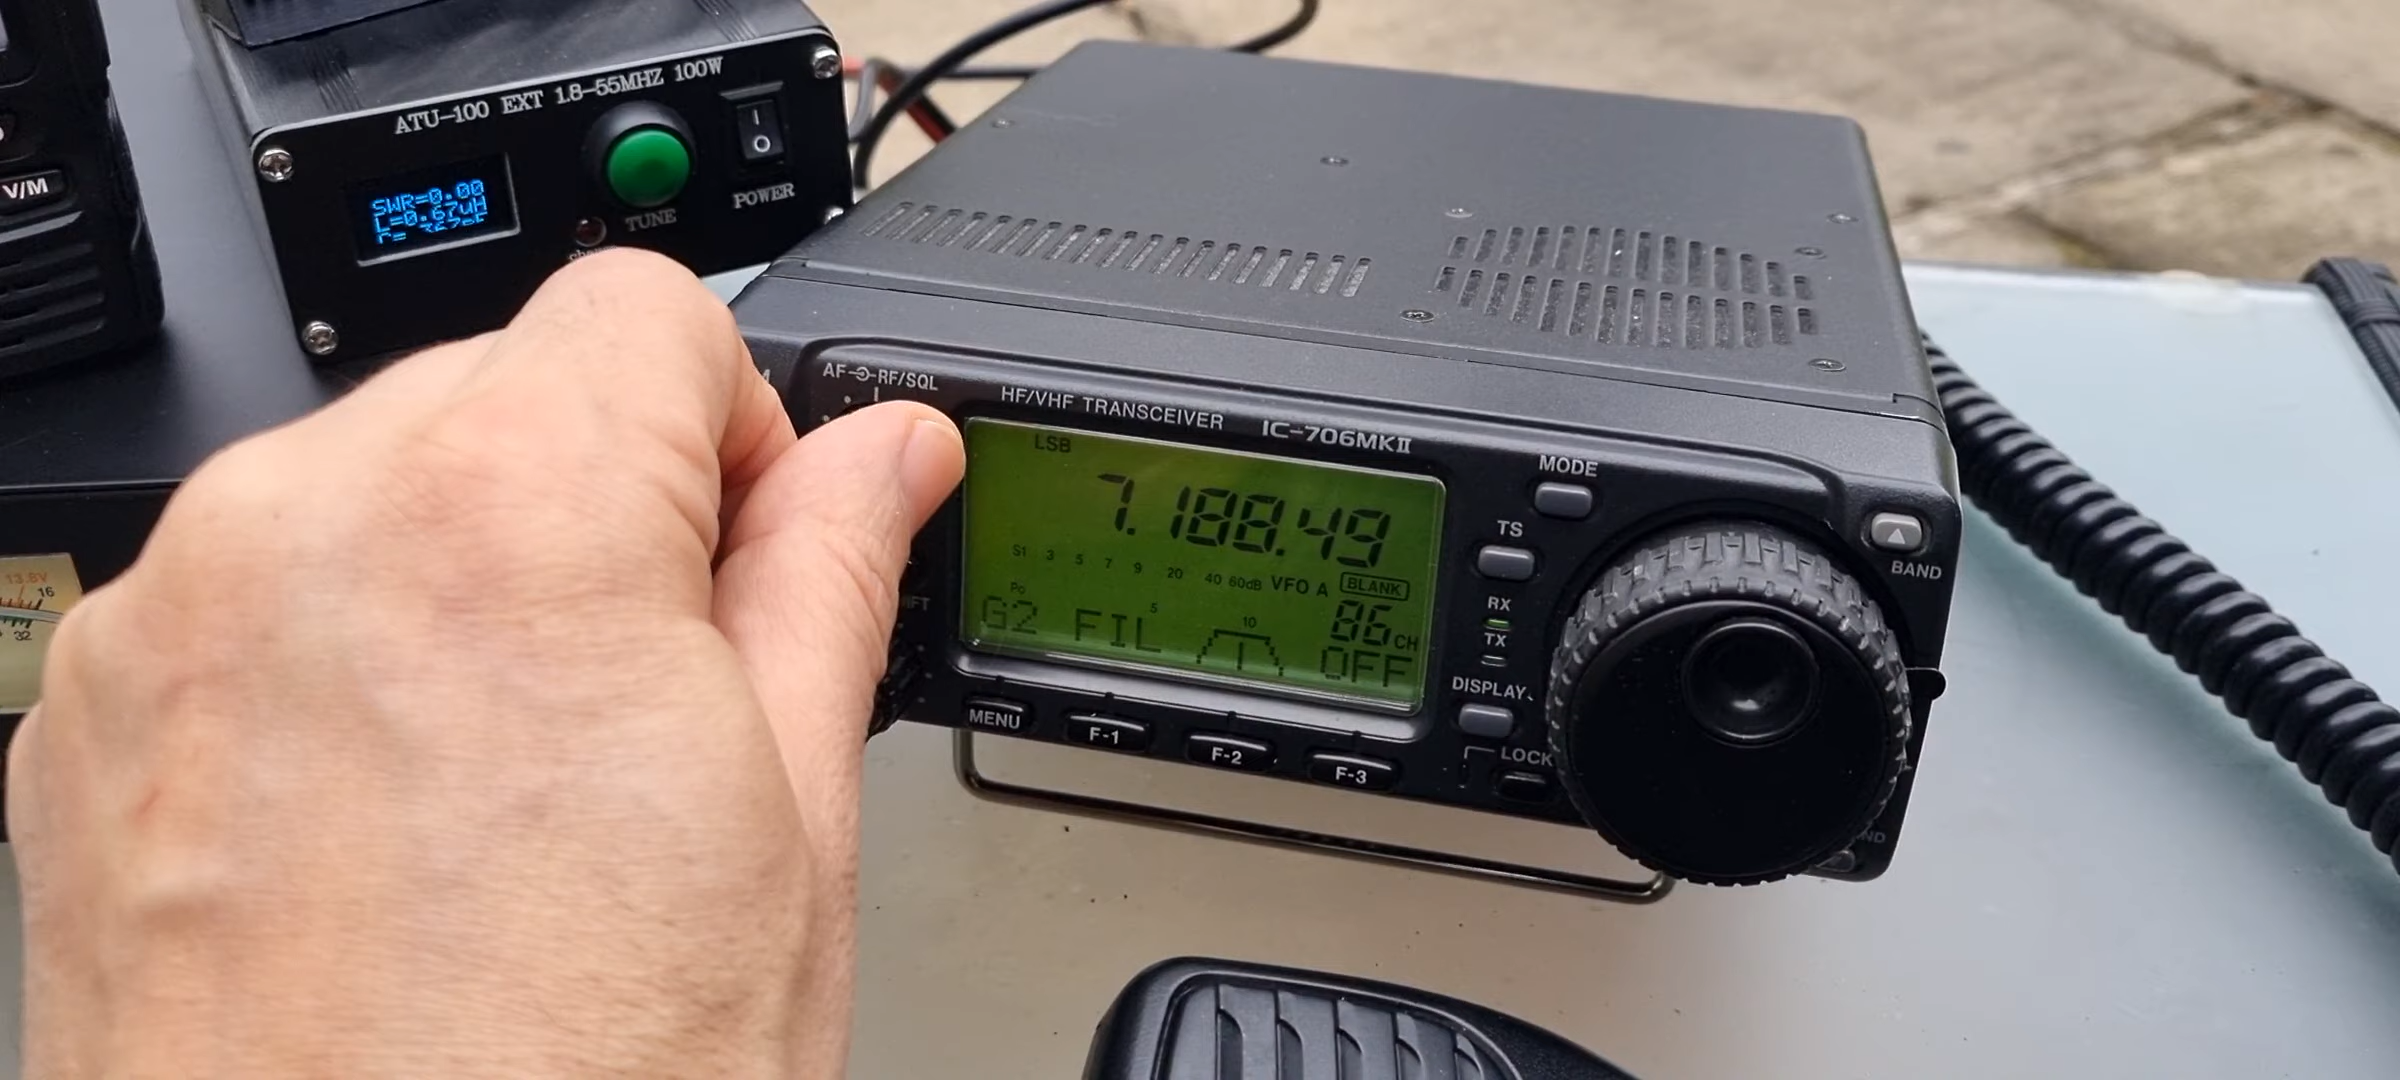 V/M
ATU-100 EXT 1.8-55MHZ 100W
SWR=0.00
L=0.67uH
TUNE
I
O
POWER
13.8V
16
32
AF RF/SQL
HF/VHF TRANSCEIVER IC-706MKII
LSB
7.188.49
S1 3 5 7 9 20 40 60dB VFO A BLANK
Po 5 10
86 CH
G2 FIL OFF
MENU F-1 F-2 F-3
MODE
TS
RX
TX
DISPLAY
LOCK
BAND